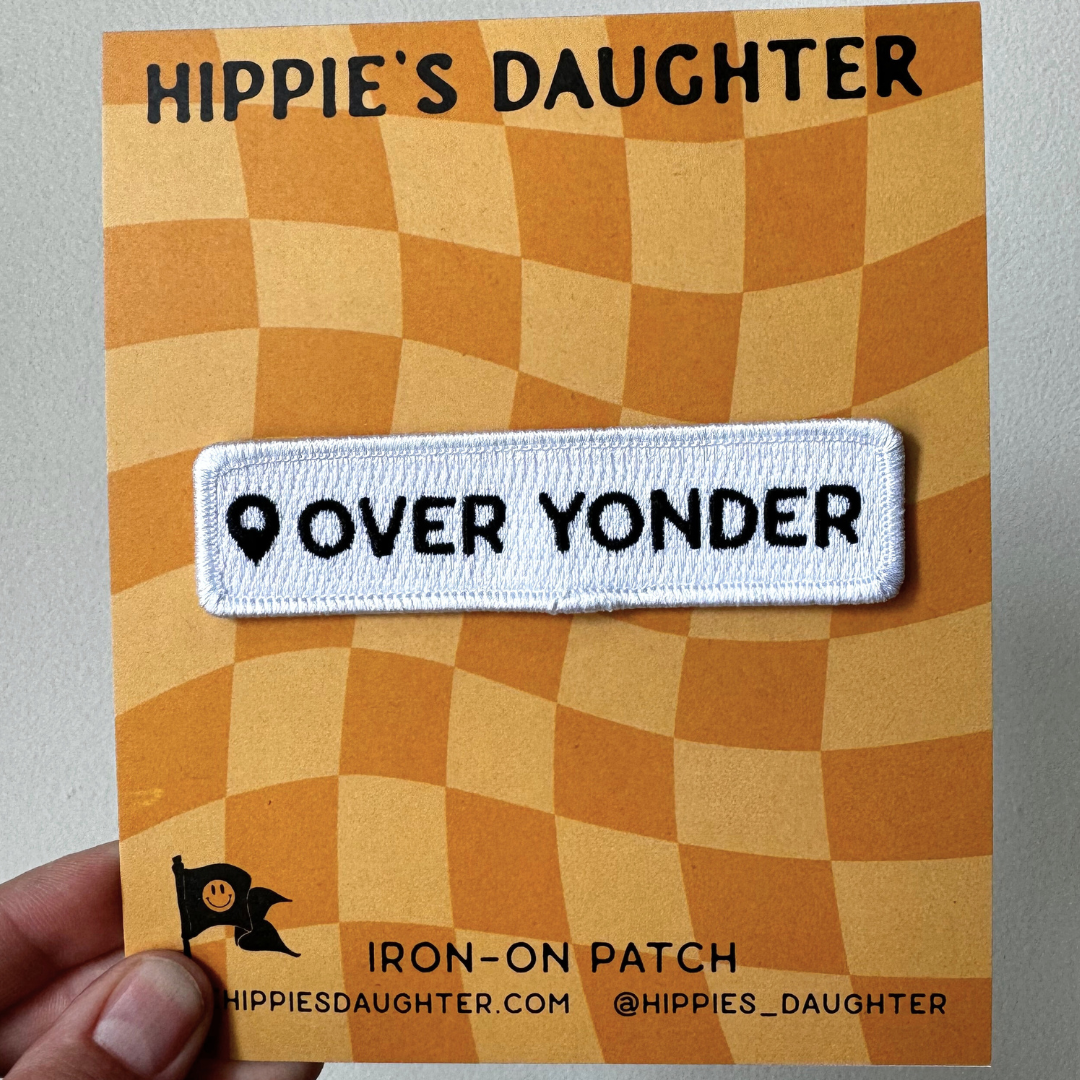 HIPPIE'S DAUGHTER
OVER YONDER
IRON-ON PATCH
HIPPIESDAUGHTER.COM @HIPPIES_DAUGHTER